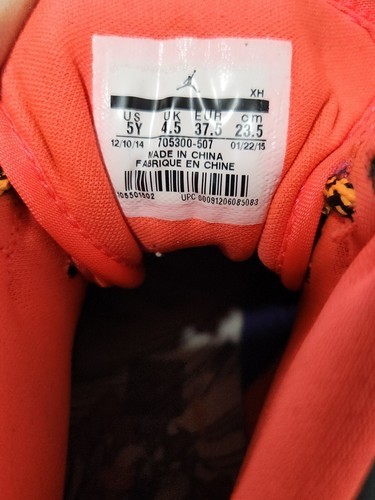 XH
US UK EUR cm
5Y 4.5 37.5 23.5
12/10/14 705300-507 01/22/15
MADE IN CHINA
FABRIQUE EN CHINE
UPC 00091206085083